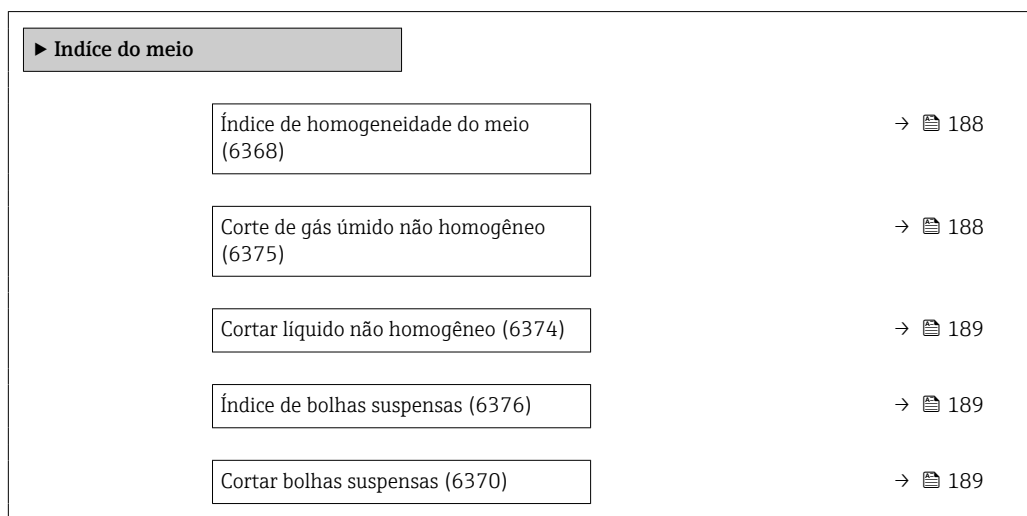 ▶ Indíce do meio
Índice de homogeneidade do meio
(6368)
→ 188
Corte de gás úmido não homogêneo
(6375)
→ 188
Cortar líquido não homogêneo (6374)
→ 189
Índice de bolhas suspensas (6376)
→ 189
Cortar bolhas suspensas (6370)
→ 189